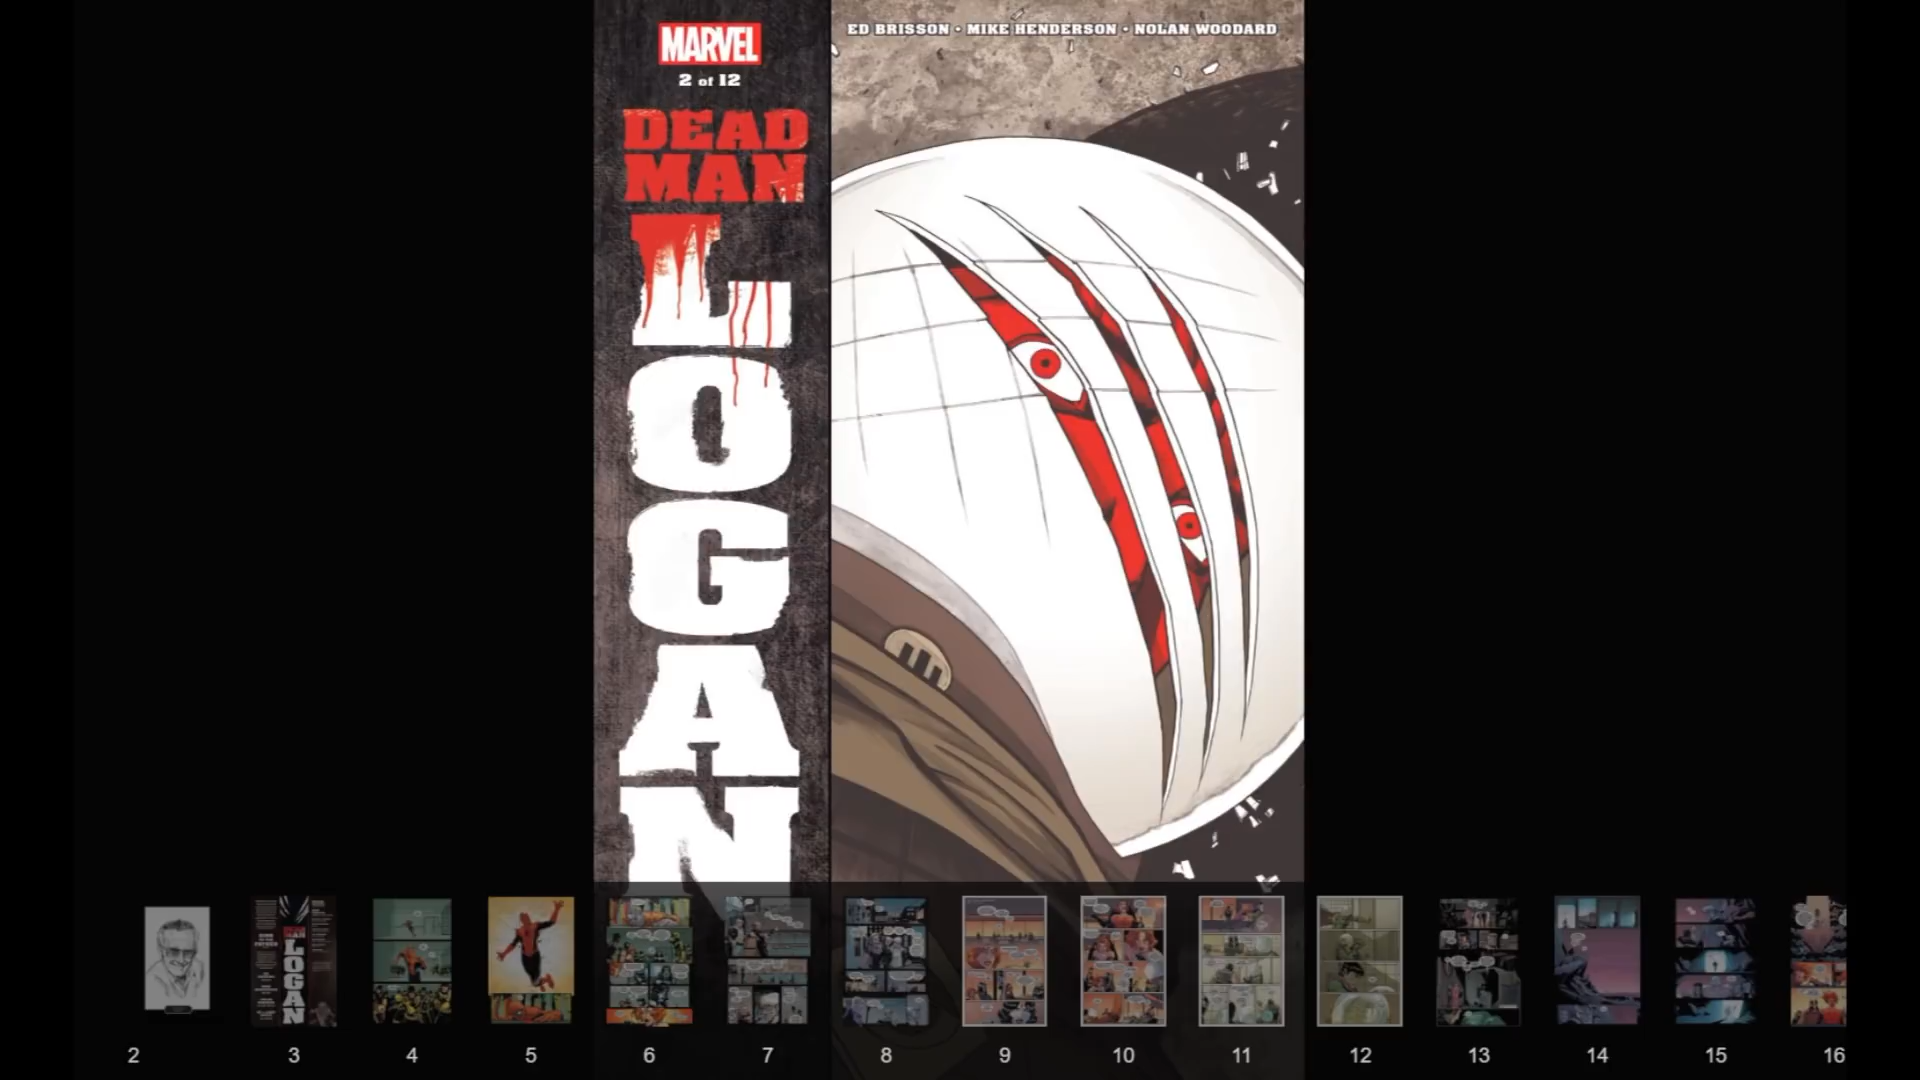 MARVEL
2 of 12
DEAD
MAN
LOGAN
ED BRISSON • MIKE HENDERSON • NOLAN WOODARD
LOGAN
2 3 4 5 6 7 8 9 10 11 12 13 14 15 16